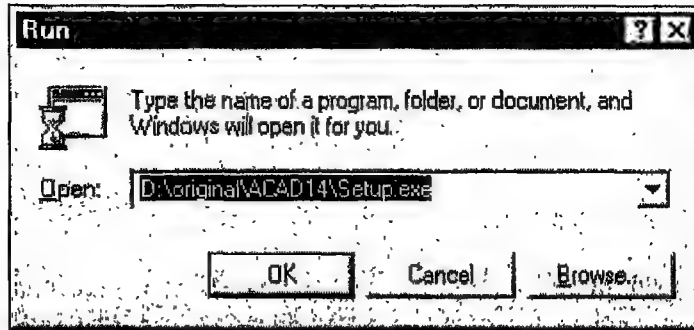 Run
Type the name of a program, folder, or document, and
Windows will open it for you.
Open: D:\original\ACAD14\Setup.exe
OK Cancel Browse...